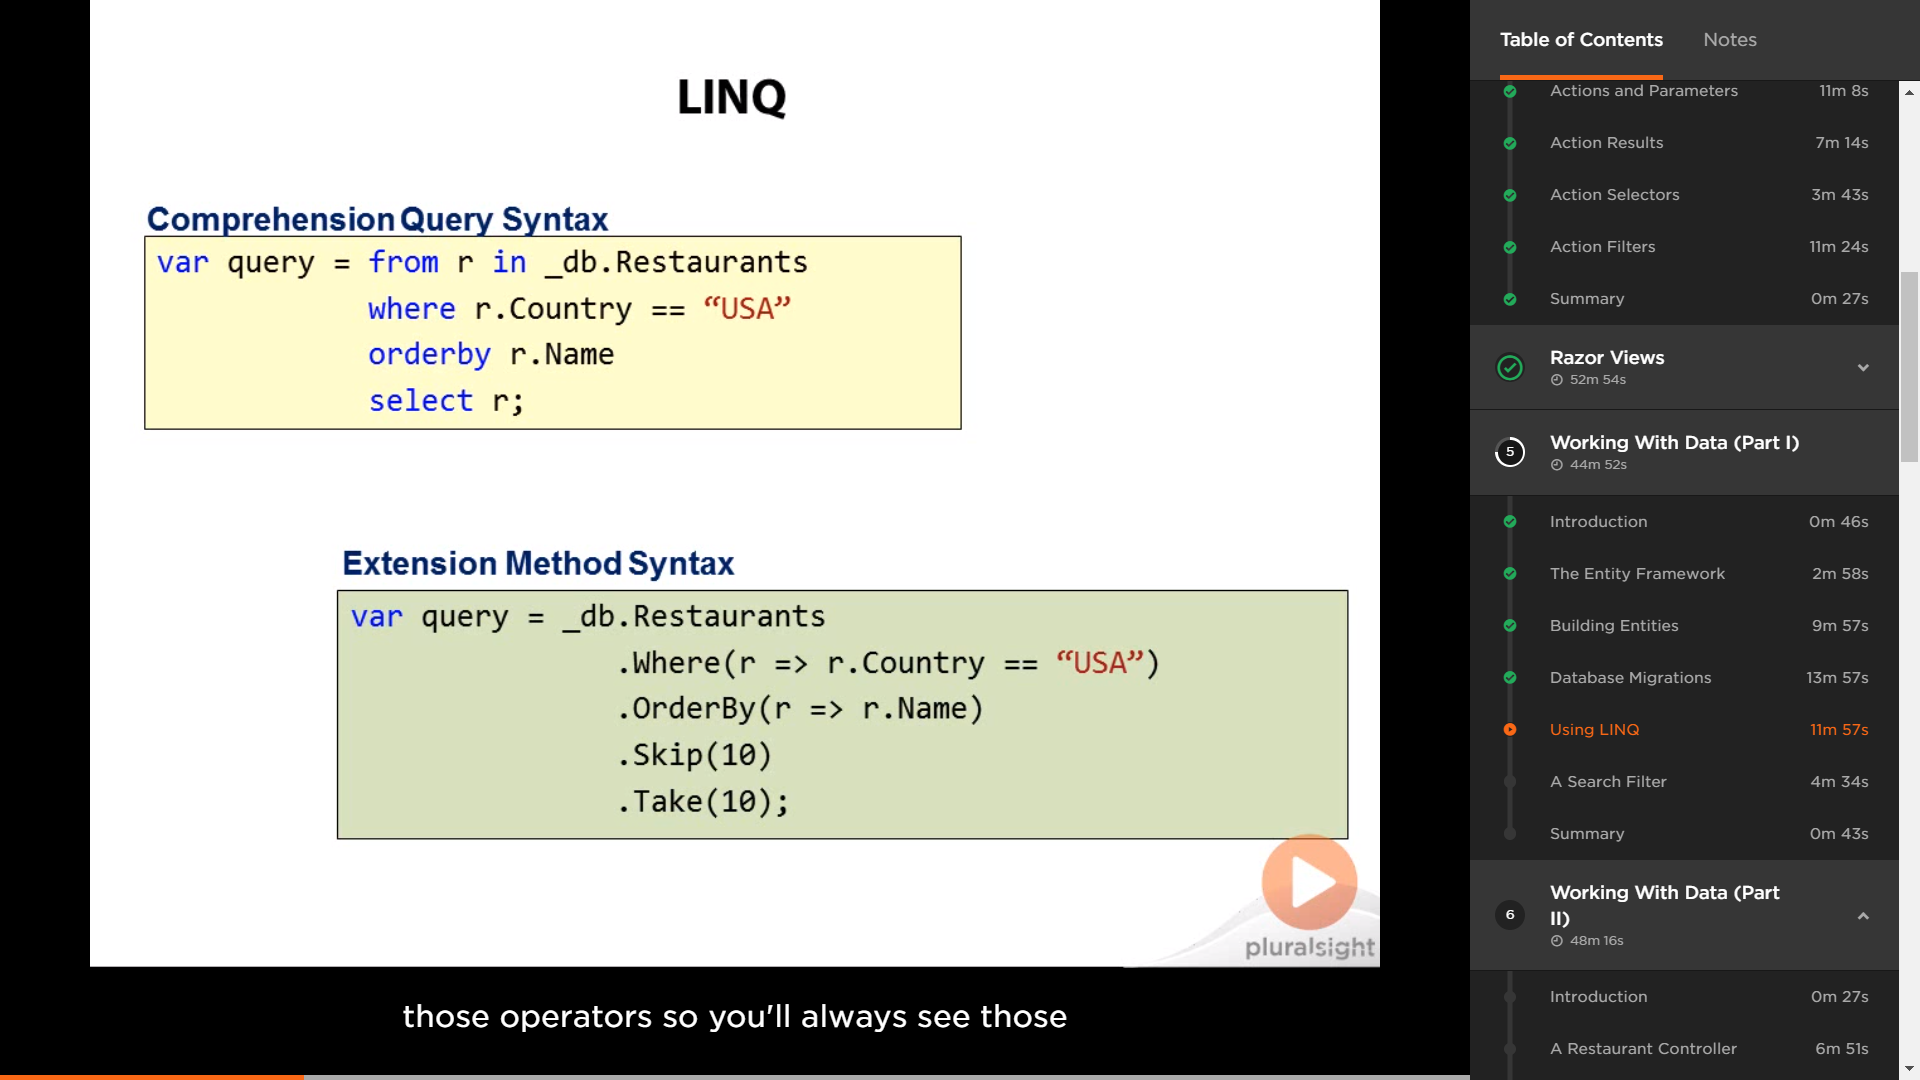 LINQ
Comprehension Query Syntax
var query = from r in _db.Restaurants
where r.Country == “USA”
orderby r.Name
select r;
Extension Method Syntax
var query = _db.Restaurants
.Where(r => r.Country == “USA”)
.OrderBy(r => r.Name)
.Skip(10)
.Take(10);
pluralsight
those operators so you'll always see those
Table of Contents Notes
Actions and Parameters 11m 8s
Action Results 7m 14s
Action Selectors 3m 43s
Action Filters 11m 24s
Summary 0m 27s
Razor Views
52m 54s
5 Working With Data (Part I)
44m 52s
Introduction 0m 46s
The Entity Framework 2m 58s
Building Entities 9m 57s
Database Migrations 13m 57s
Using LINQ 11m 57s
A Search Filter 4m 34s
Summary 0m 43s
6 Working With Data (Part
II)
48m 16s
Introduction 0m 27s
A Restaurant Controller 6m 51s